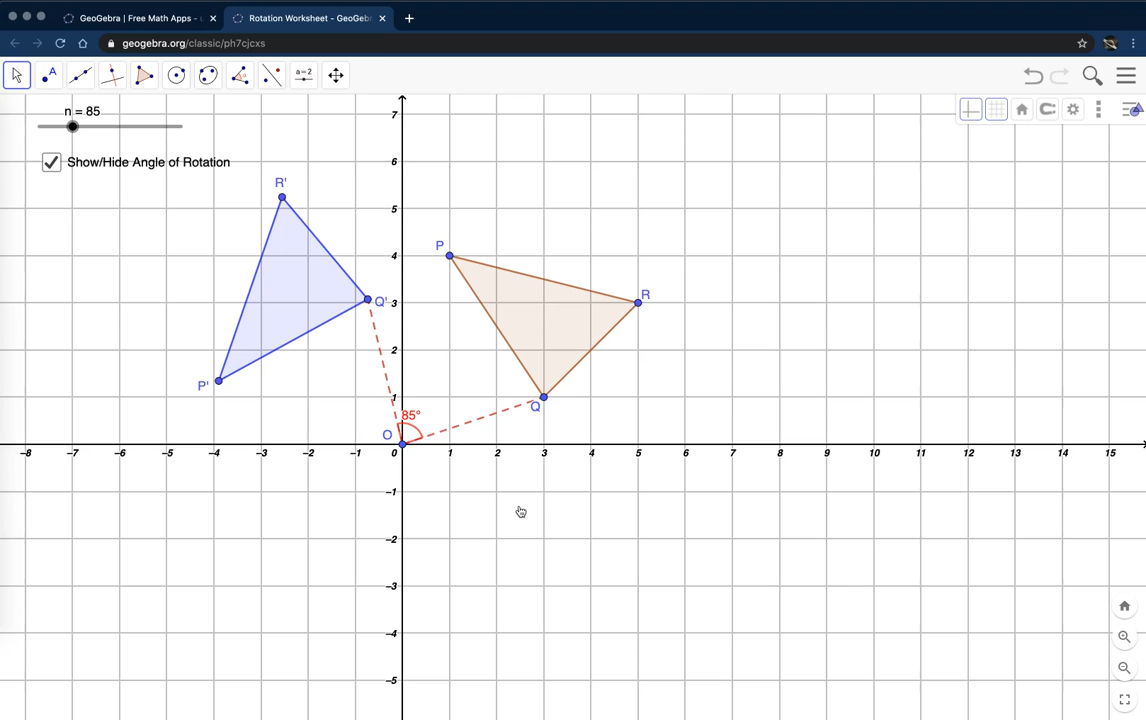 GeoGebra | Free Math Apps - u
Rotation Worksheet - GeoGebr
geogebra.org/classic/ph7cjcxs
A
a=2
n = 85
Show/Hide Angle of Rotation
7
6
5
4
3
2
1
R'
P
R
Q'
P'
Q
85°
O
−8 −7 −6 −5 −4 −3 −2 −1 0 1 2 3 4 5 6 7 8 9 10 11 12 13 14 15
−1
−2
−3
−4
−5